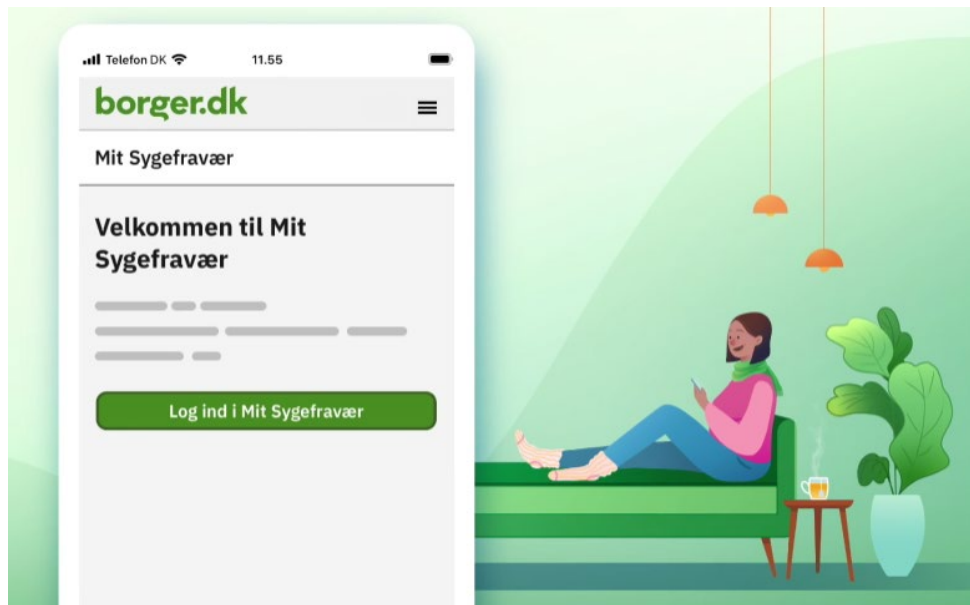 Telefon DK 11.55
borger.dk
Mit Sygefravær
Velkommen til Mit
Sygefravær
Log ind i Mit Sygefravær